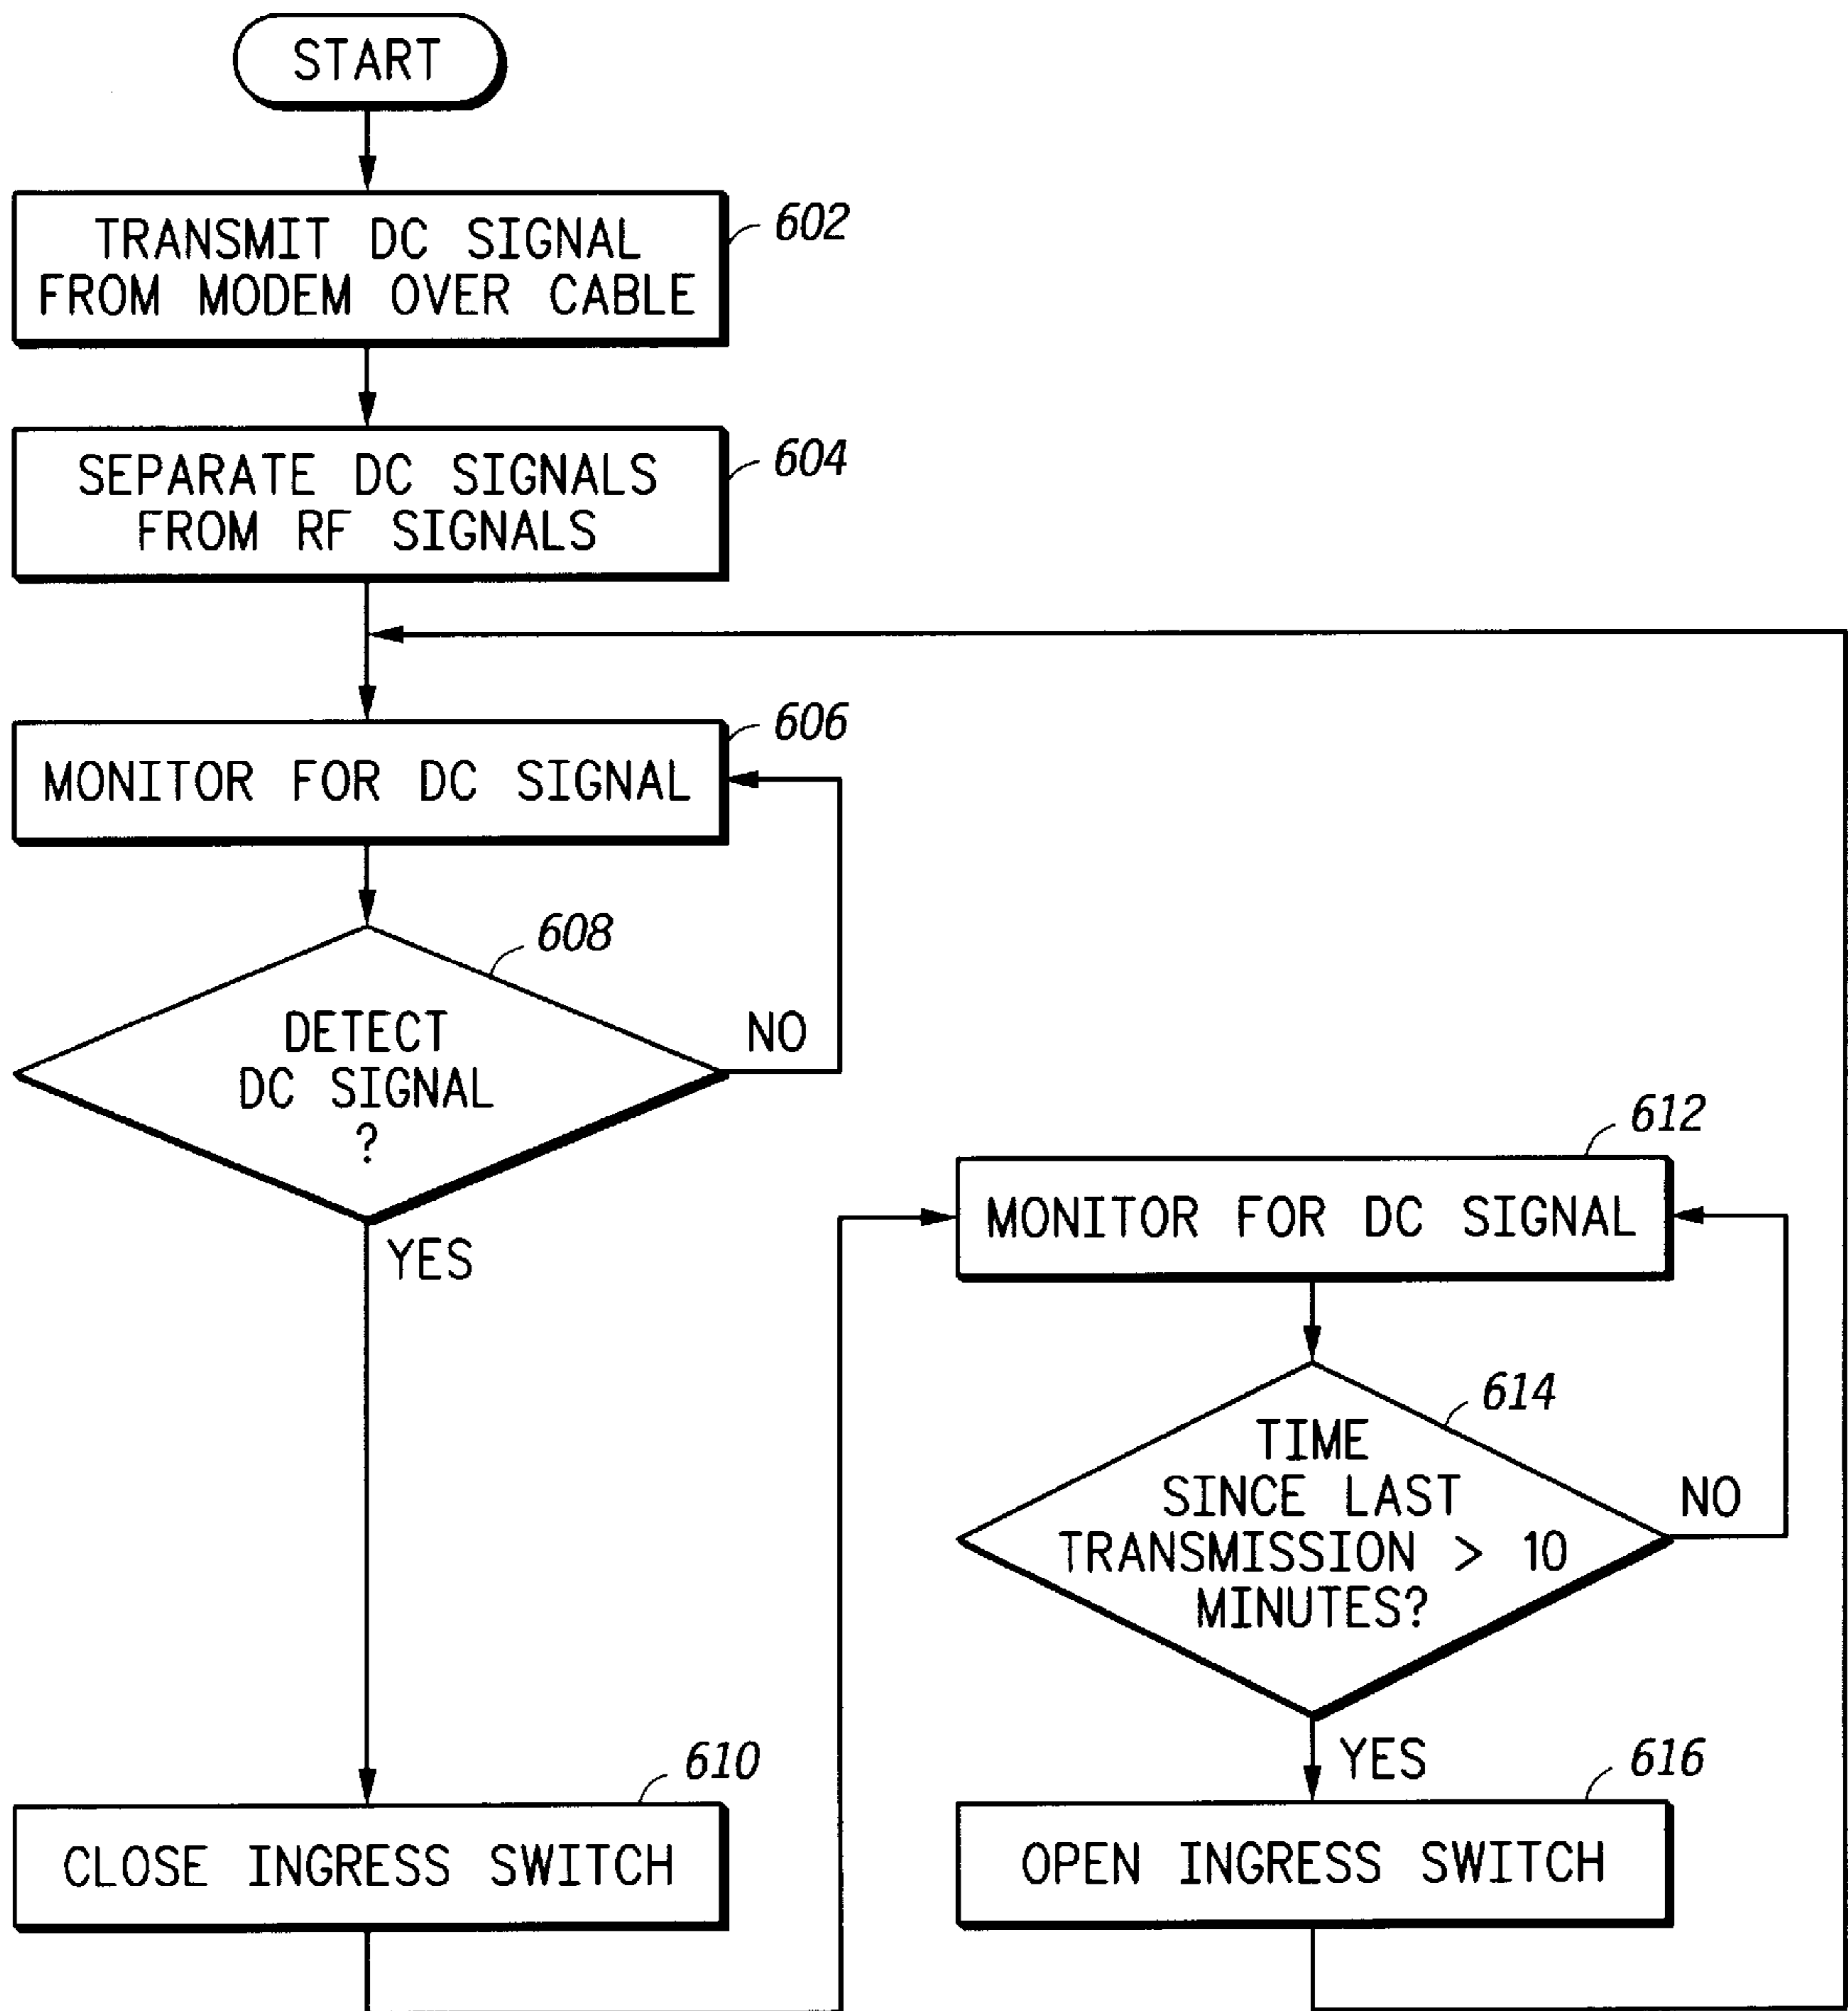 START
TRANSMIT DC SIGNAL
FROM MODEM OVER CABLE
602
SEPARATE DC SIGNALS
FROM RF SIGNALS
604
MONITOR FOR DC SIGNAL
606
DETECT
DC SIGNAL
?
608
NO
YES
CLOSE INGRESS SWITCH
610
MONITOR FOR DC SIGNAL
612
TIME
SINCE LAST
TRANSMISSION > 10
MINUTES?
614
NO
YES
OPEN INGRESS SWITCH
616